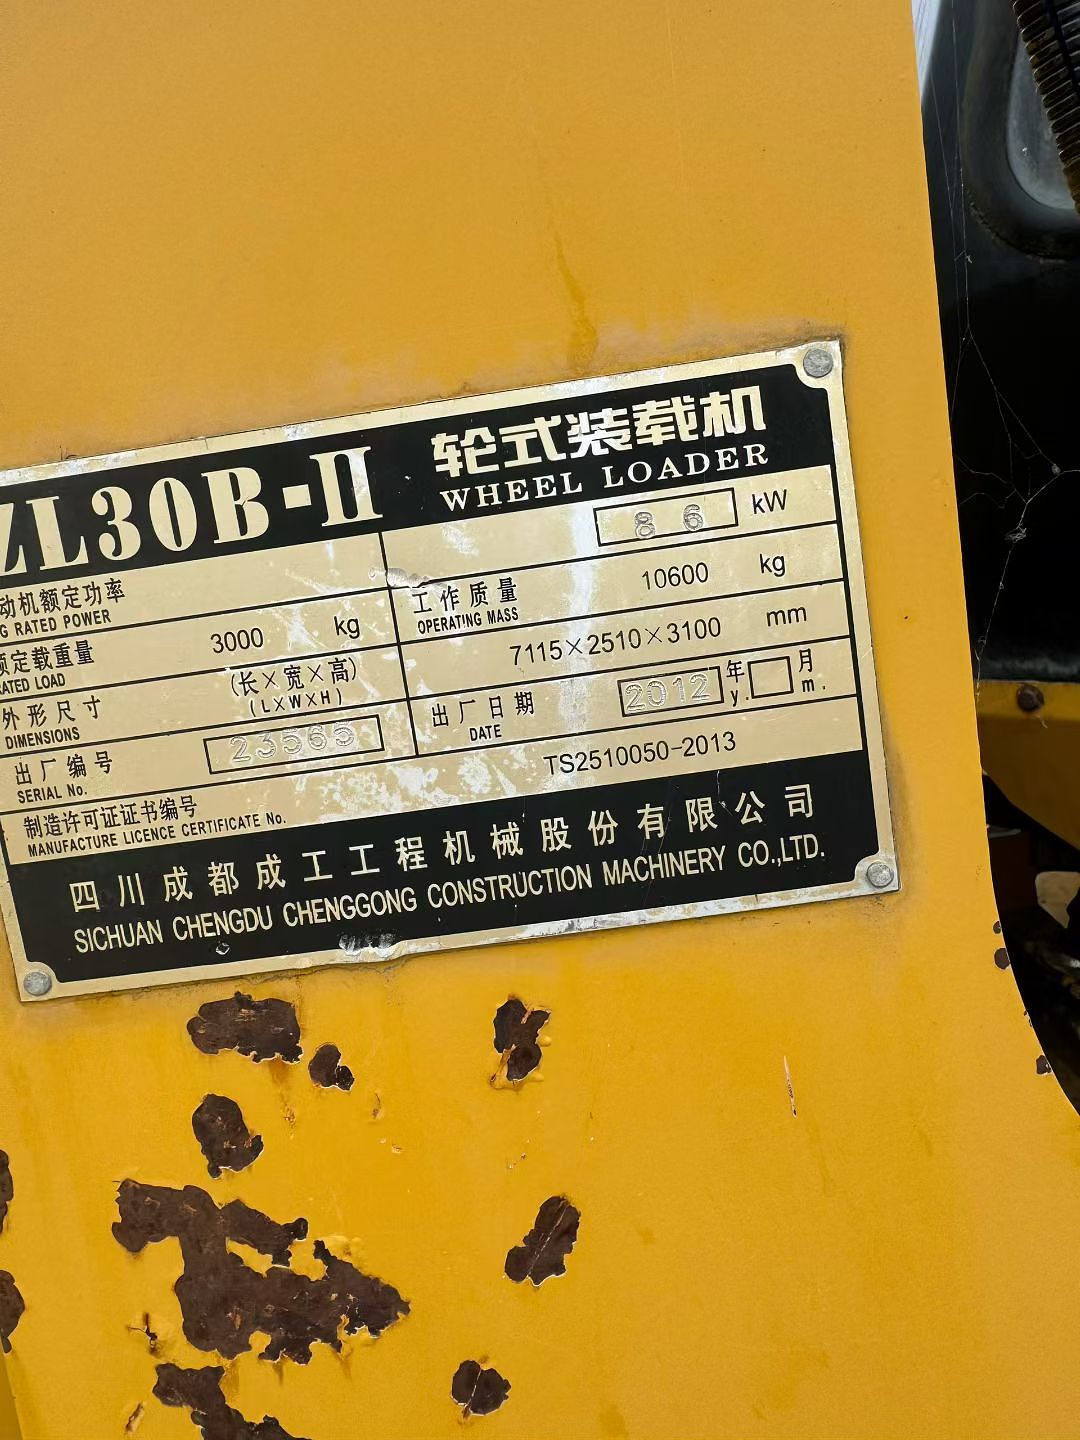 ZL30B-II 轮式装载机
WHEEL LOADER
动机额定功率 86 kW
G RATED POWER
额定载重量 3000 kg 工作质量 10600 kg
RATED LOAD OPERATING MASS
外形尺寸 (长×宽×高) 7115×2510×3100 mm
DIMENSIONS (L×W×H)
出厂编号 23565 出厂日期 2012 年 月
SERIAL No. DATE y. m.
制造许可证证书编号 TS2510050-2013
MANUFACTURE LICENCE CERTIFICATE No.
四川成都成工工程机械股份有限公司
SICHUAN CHENGDU CHENGGONG CONSTRUCTION MACHINERY CO.,LTD.